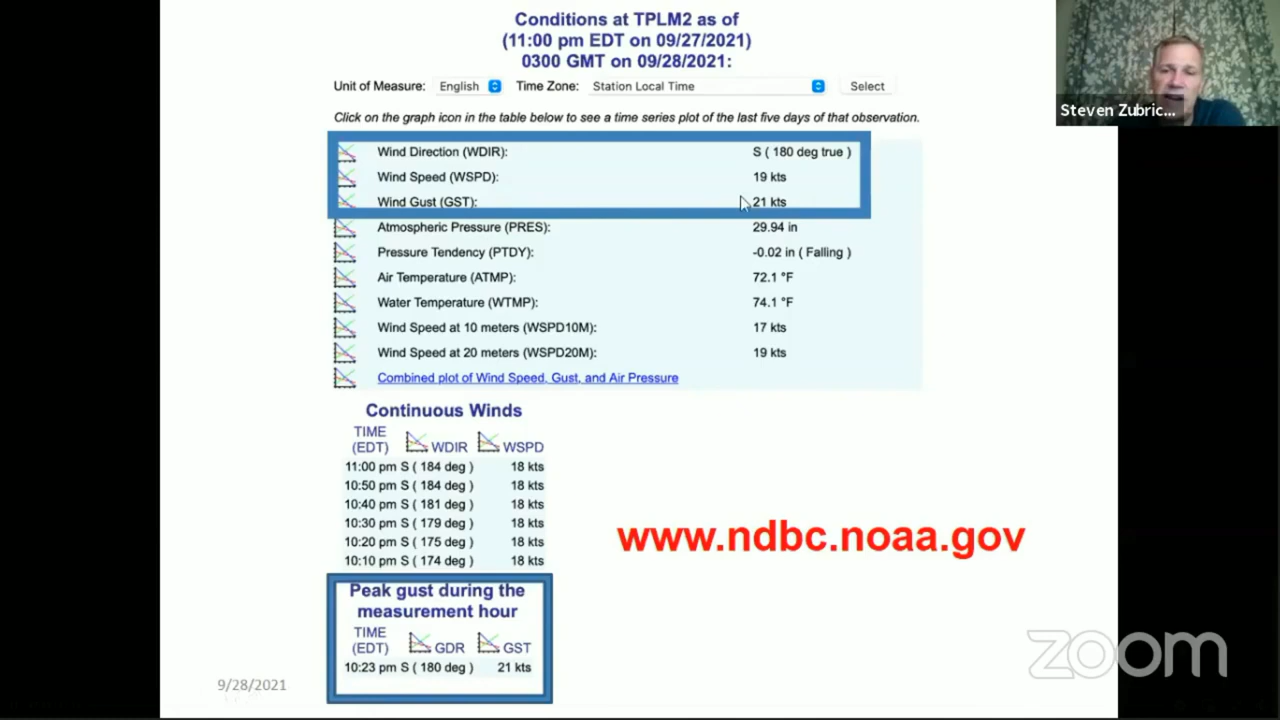 Conditions at TPLM2 as of
(11:00 pm EDT on 09/27/2021)
0300 GMT on 09/28/2021:
Unit of Measure: English Time Zone: Station Local Time Select
Click on the graph icon in the table below to see a time series plot of the last five days of that observation.
Wind Direction (WDIR): S ( 180 deg true )
Wind Speed (WSPD): 19 kts
Wind Gust (GST): 21 kts
Atmospheric Pressure (PRES): 29.94 in
Pressure Tendency (PTDY): -0.02 in ( Falling )
Air Temperature (ATMP): 72.1 °F
Water Temperature (WTMP): 74.1 °F
Wind Speed at 10 meters (WSPD10M): 17 kts
Wind Speed at 20 meters (WSPD20M): 19 kts
Combined plot of Wind Speed, Gust, and Air Pressure
Continuous Winds
TIME
(EDT) WDIR WSPD
11:00 pm S ( 184 deg ) 18 kts
10:50 pm S ( 184 deg ) 18 kts
10:40 pm S ( 181 deg ) 18 kts
10:30 pm S ( 179 deg ) 18 kts
10:20 pm S ( 175 deg ) 18 kts
10:10 pm S ( 174 deg ) 18 kts
Peak gust during the
measurement hour
TIME
(EDT) GDR GST
10:23 pm S ( 180 deg ) 21 kts
www.ndbc.noaa.gov
9/28/2021
Steven Zubric...
zoom